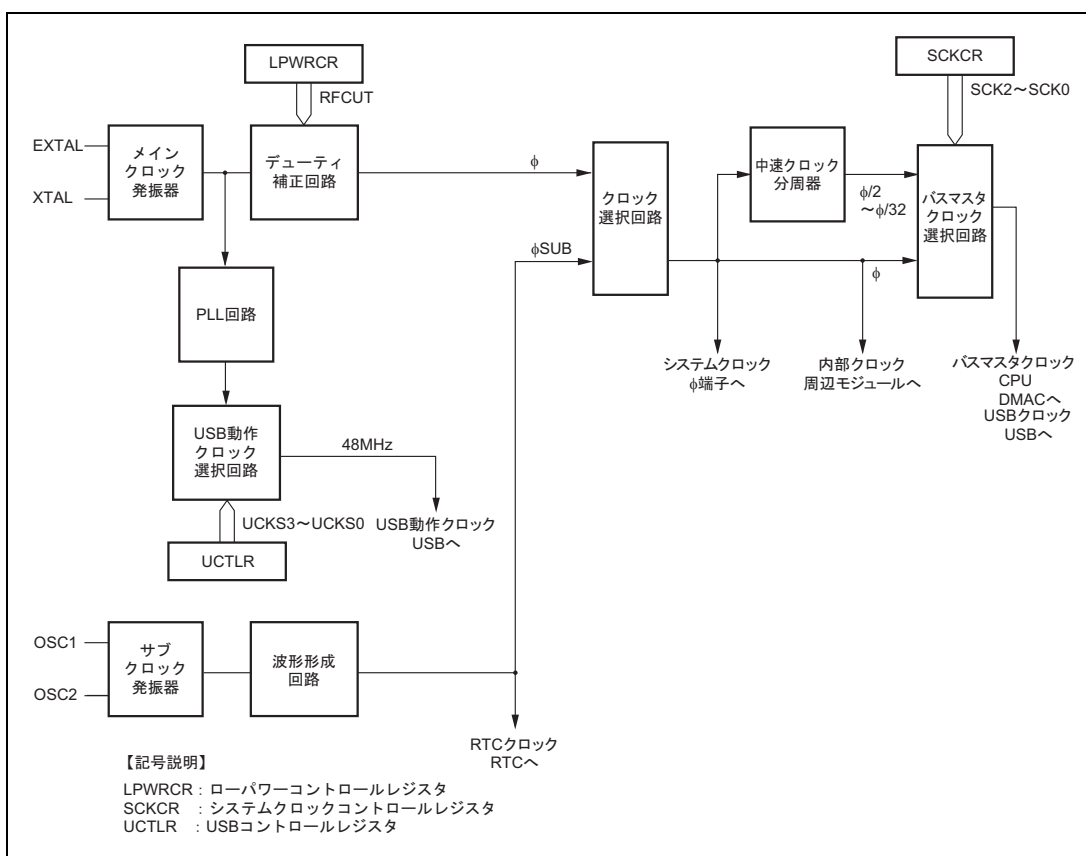 LPWRCR
RFCUT
SCKCR
SCK2～SCK0
EXTAL
XTAL
メイン
クロック
発振器
デューティ
補正回路
φ
クロック
選択回路
中速クロック
分周器
φ/2
～φ/32
バスマスタ
クロック
選択回路
φSUB
φ
PLL回路
システムクロック
φ端子へ
内部クロック
周辺モジュールへ
バスマスタクロック
CPU
DMACへ
USBクロック
USBへ
USB動作
クロック
選択回路
48MHz
UCKS3～UCKS0
USB動作クロック
USBへ
UCTLR
OSC1
OSC2
サブ
クロック
発振器
波形形成
回路
RTCクロック
RTCへ
【記号説明】
LPWRCR : ローパワーコントロールレジスタ
SCKCR : システムクロックコントロールレジスタ
UCTLR : USBコントロールレジスタ